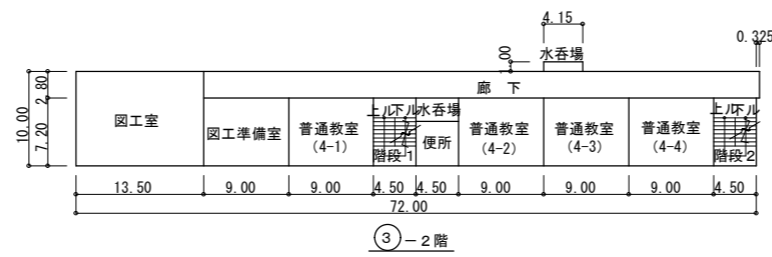 4.15
0.325
1.00
水呑場
廊 下
10.00
2.80
7.20
図工室
図工準備室
普通教室
(4-1)
上ル下ル
階段-1
水呑場
便所
普通教室
(4-2)
普通教室
(4-3)
普通教室
(4-4)
上ル下ル
階段-2
13.50
9.00
9.00
4.50
4.50
9.00
9.00
9.00
4.50
72.00
③-2階